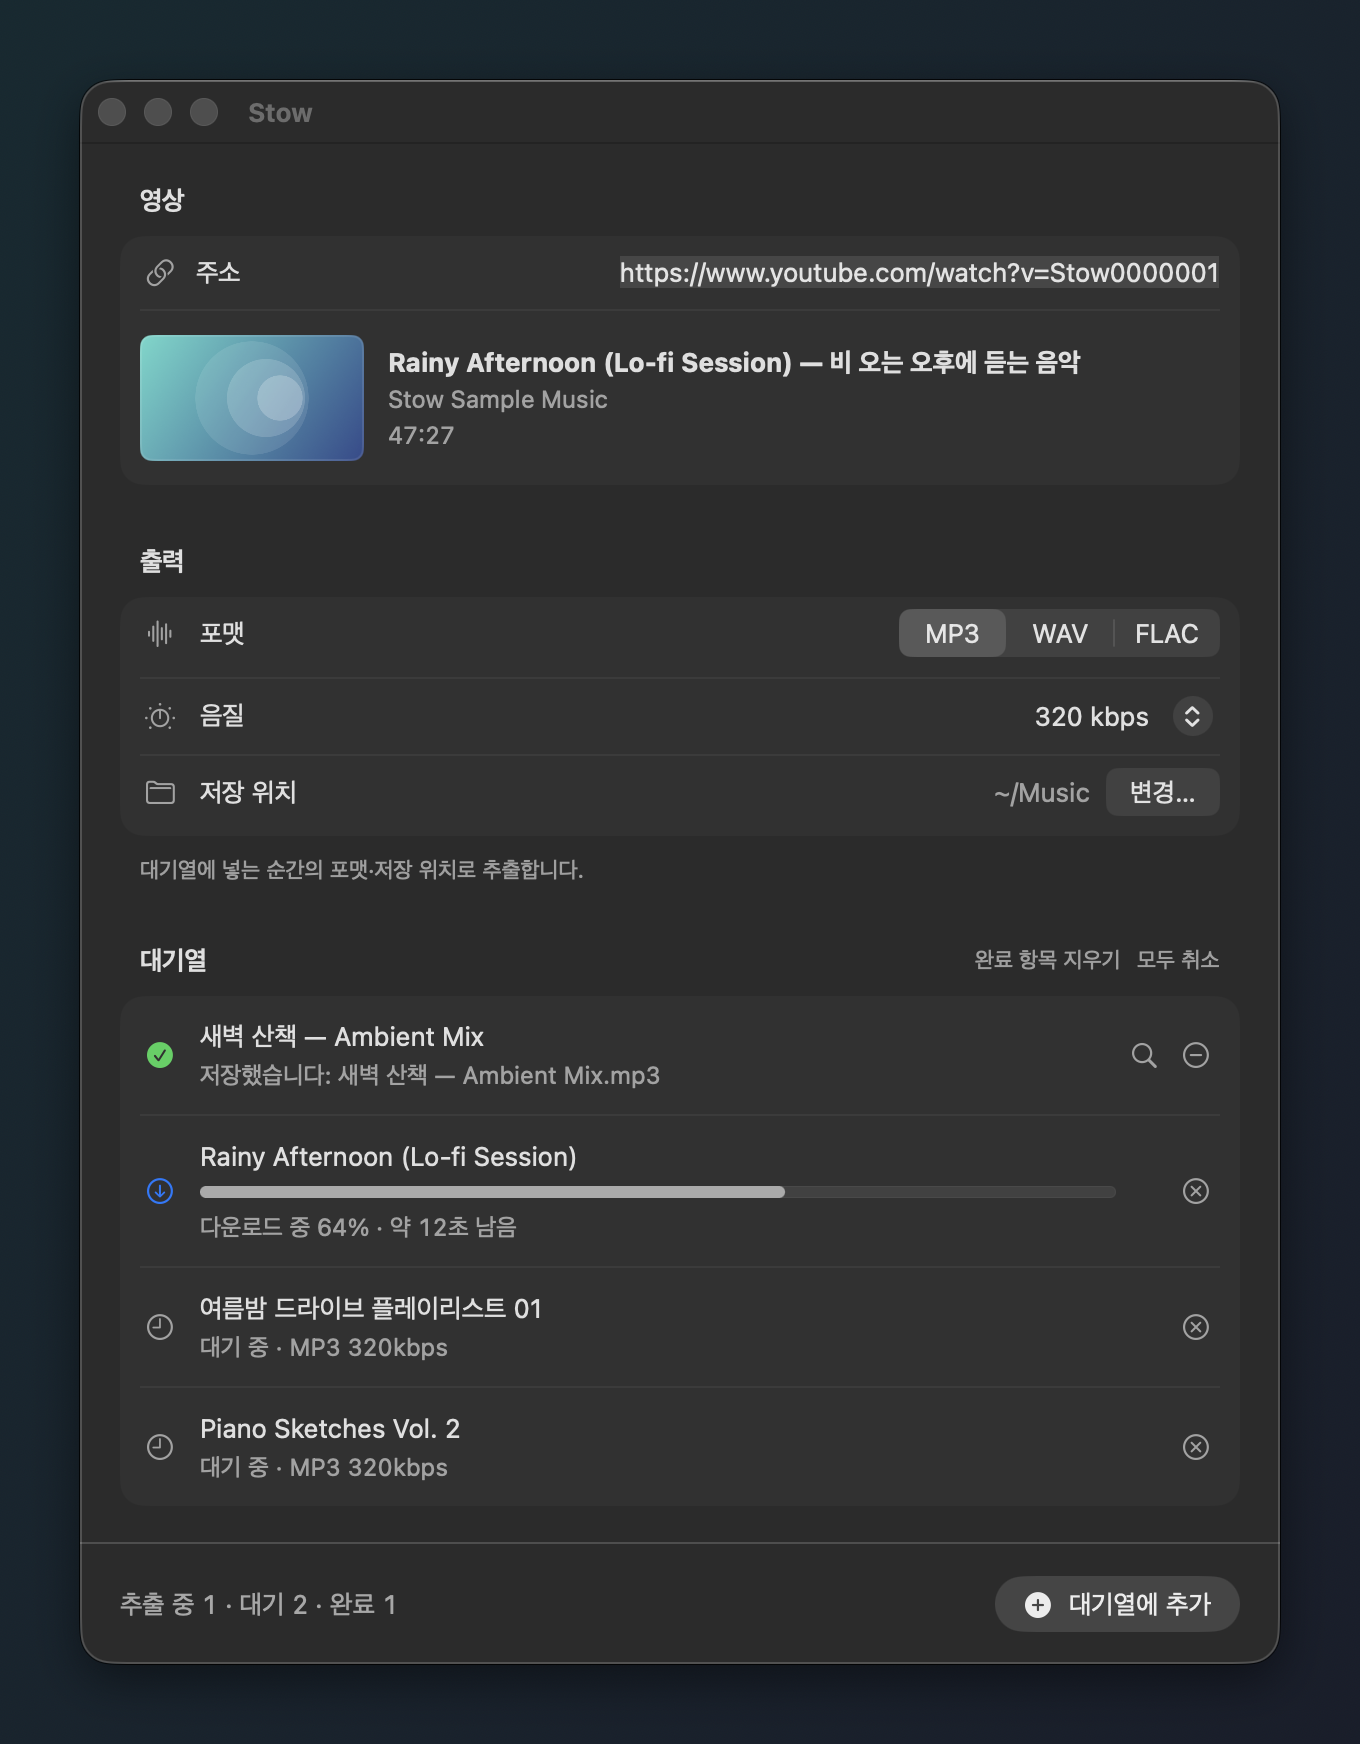 Stow
영상
주소 https://www.youtube.com/watch?v=Stow0000001
Rainy Afternoon (Lo-fi Session) — 비 오는 오후에 듣는 음악
Stow Sample Music
47:27
출력
포맷 MP3 WAV FLAC
음질 320 kbps
저장 위치 ~/Music 변경...
대기열에 넣는 순간의 포맷·저장 위치로 추출합니다.
대기열 완료 항목 지우기 모두 취소
새벽 산책 — Ambient Mix
저장했습니다: 새벽 산책 — Ambient Mix.mp3
Rainy Afternoon (Lo-fi Session)
다운로드 중 64% · 약 12초 남음
여름밤 드라이브 플레이리스트 01
대기 중 · MP3 320kbps
Piano Sketches Vol. 2
대기 중 · MP3 320kbps
추출 중 1 · 대기 2 · 완료 1 대기열에 추가